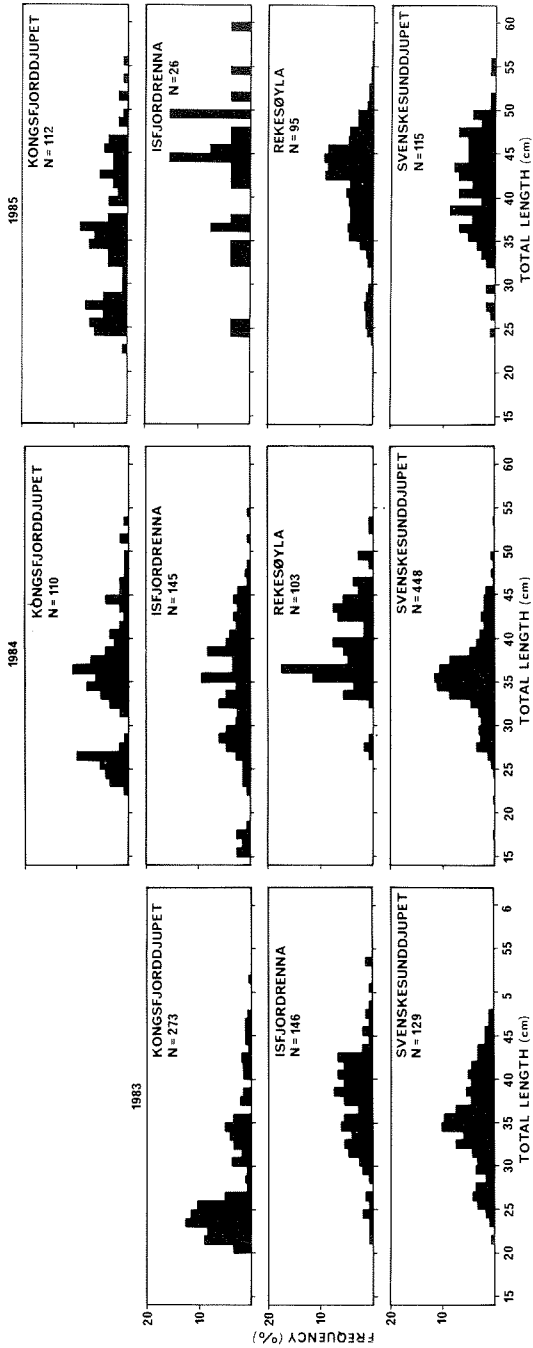 1983
KONGSFJORDDJUPET
N = 273
20
10
ISFJORDRENNA
N = 146
20
10
SVENSKESUNDDJUPET
N = 129
20
10
FREQUENCY (%)
15 20 25 30 35 40 45 5 55 6
TOTAL LENGTH (cm)
1984
KONGSFJORDDJUPET
N = 110
ISFJORDRENNA
N = 145
REKESØYLA
N = 103
SVENSKESUNDDJUPET
N = 448
15 20 25 30 35 40 45 50 55 60
TOTAL LENGTH (cm)
1985
KONGSFJORDDJUPET
N = 112
ISFJORDRENNA
N = 26
REKESØYLA
N = 95
SVENSKESUNDDJUPET
N = 115
15 20 25 30 35 40 45 50 55 60
TOTAL LENGTH (cm)